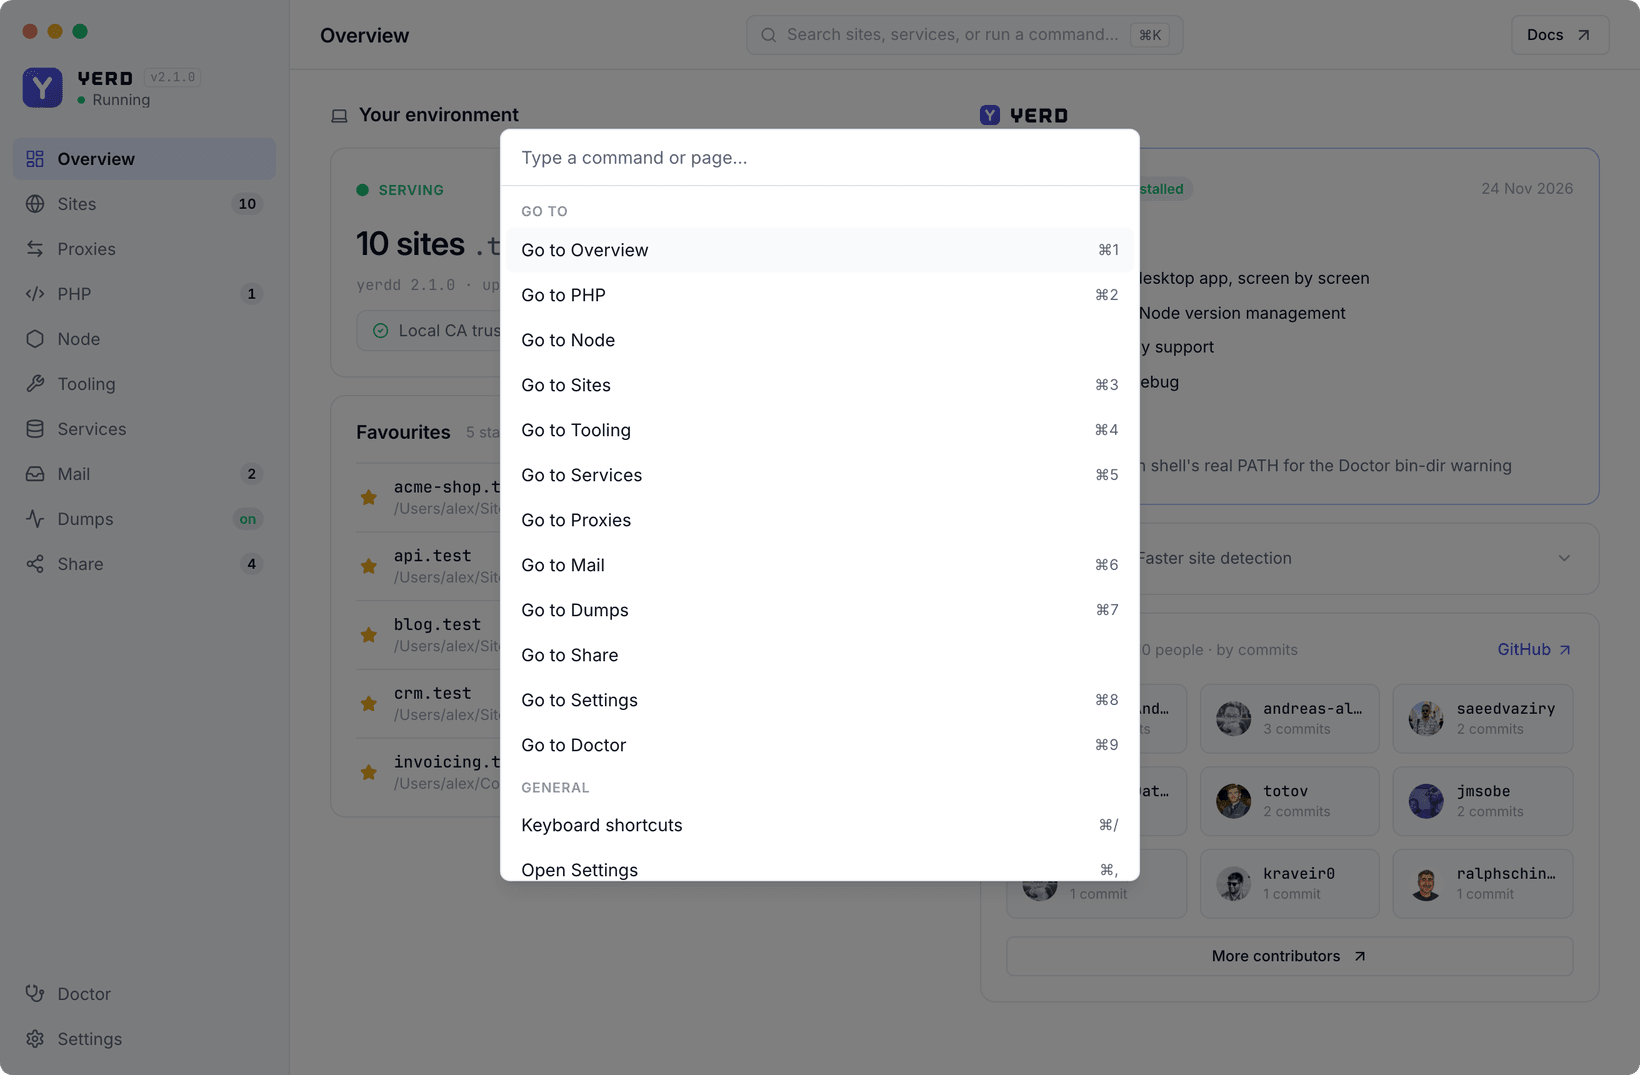 Overview
Search sites, services, or run a command...
⌘K
Docs
YERD
v2.1.0
Running
Overview
Sites
10
Proxies
PHP
1
Node
Tooling
Services
Mail
2
Dumps
on
Share
4
Doctor
Settings
Your environment
SERVING
10 sites .t
yerdd 2.1.0 · up
Local CA trus
Favourites
5 sta
acme-shop.t
/Users/alex/Sit
api.test
/Users/alex/Sit
blog.test
/Users/alex/Sit
crm.test
/Users/alex/Sit
invoicing.t
/Users/alex/Co
Type a command or page...
GO TO
Go to Overview
⌘1
Go to PHP
⌘2
Go to Node
Go to Sites
⌘3
Go to Tooling
⌘4
Go to Services
⌘5
Go to Proxies
Go to Mail
⌘6
Go to Dumps
⌘7
Go to Share
Go to Settings
⌘8
Go to Doctor
⌘9
GENERAL
Keyboard shortcuts
⌘/
Open Settings
⌘,
YERD
stalled
24 Nov 2026
desktop app, screen by screen
Node version management
y support
ebug
shell's real PATH for the Doctor bin-dir warning
Faster site detection
0 people · by commits
GitHub
and…
ts
andreas-al…
3 commits
saeedvaziry
2 commits
at…
totov
2 commits
jmsobe
2 commits
1 commit
kraveir0
1 commit
ralphschin…
1 commit
More contributors